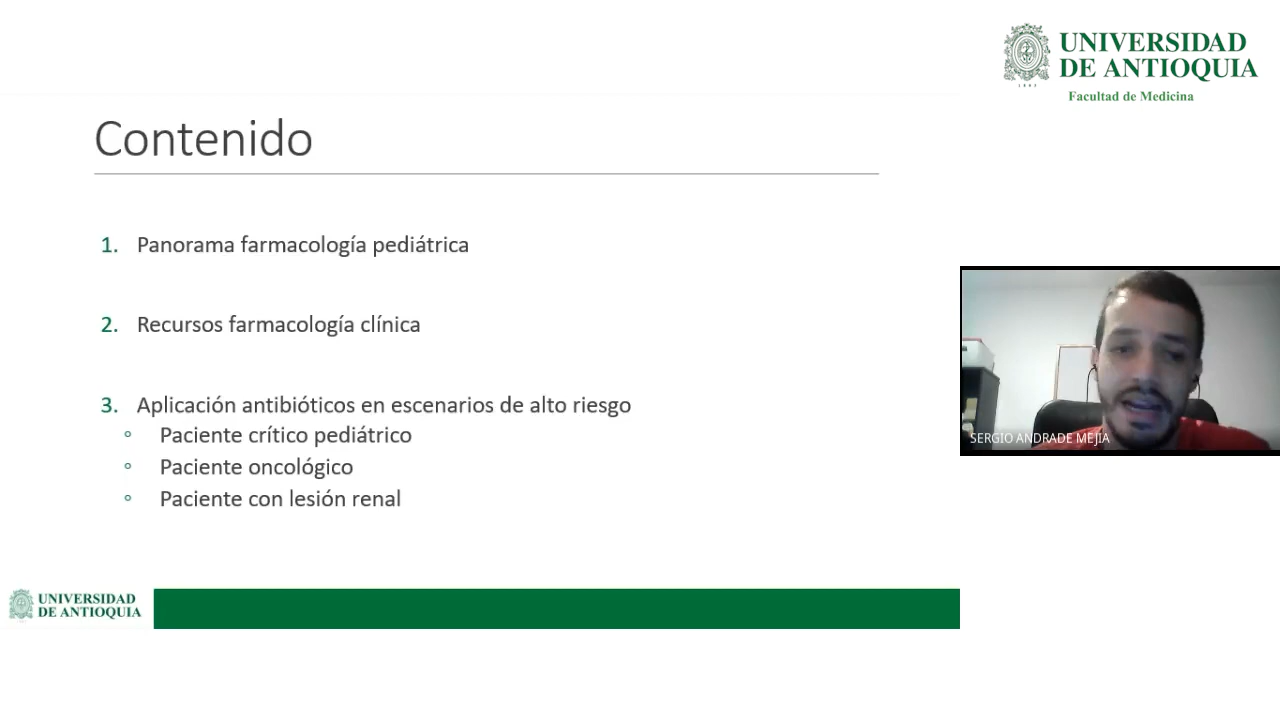 UNIVERSIDAD
DE ANTIOQUIA
Facultad de Medicina
Contenido
1. Panorama farmacología pediátrica
2. Recursos farmacología clínica
3. Aplicación antibióticos en escenarios de alto riesgo
Paciente crítico pediátrico
Paciente oncológico
Paciente con lesión renal
SERGIO ANDRADE MEJIA
UNIVERSIDAD
DE ANTIOQUIA